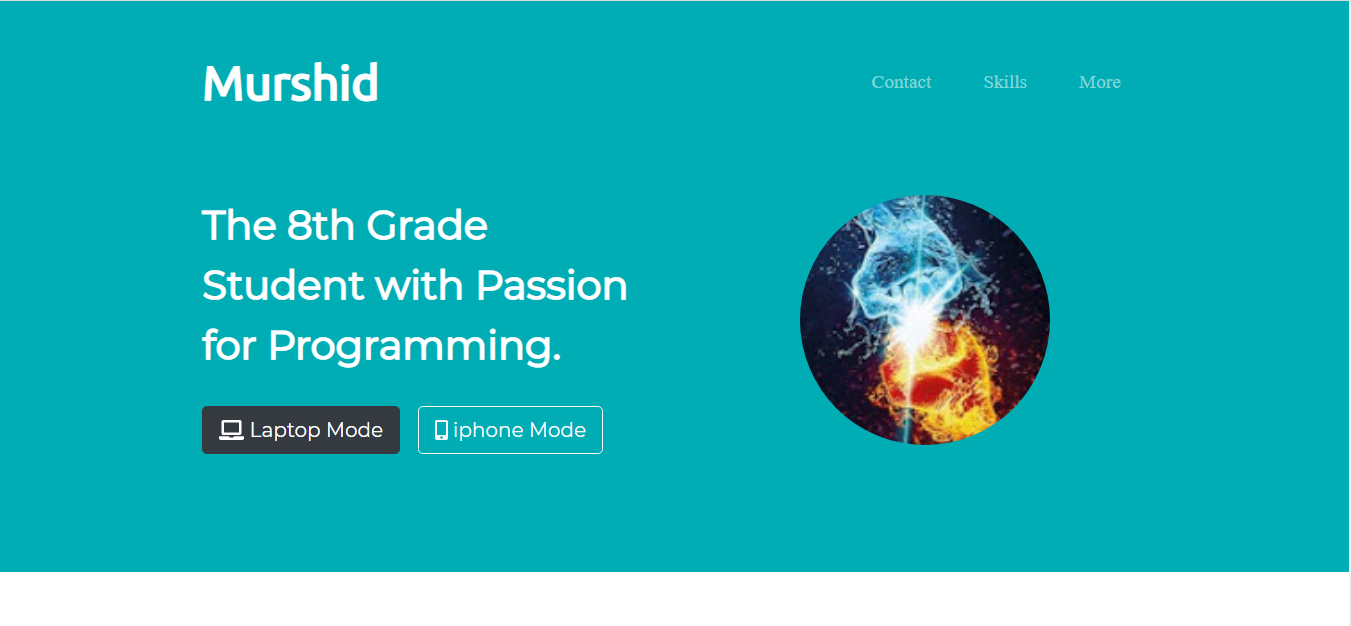 Murshid
Contact
Skills
More
The 8th Grade
Student with Passion
for Programming.
Laptop Mode
iphone Mode